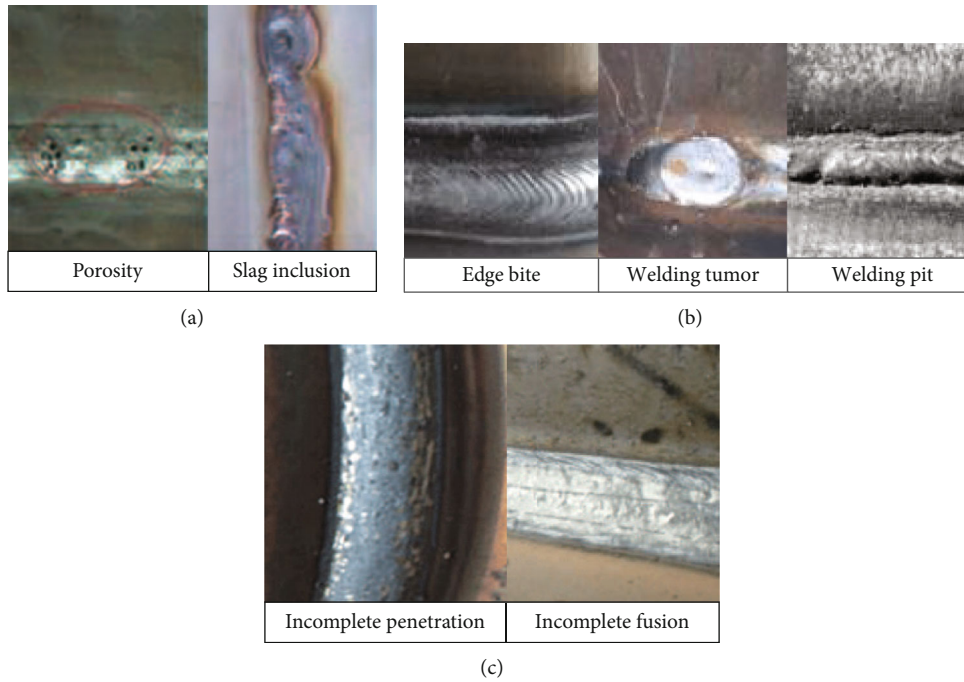 Porosity
Slag inclusion
(a)
Edge bite
Welding tumor
Welding pit
(b)
Incomplete penetration
Incomplete fusion
(c)